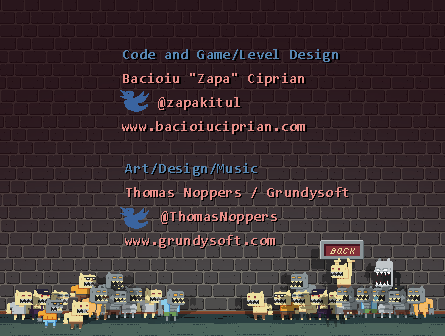 Code and Game/Level Design
Bacioiu "Zapa" Ciprian
@zapakitul
www.bacioiuciprian.com
Art/Design/Music
Thomas Noppers / Grundysoft
@ThomasNoppers
www.grundysoft.com
BACK